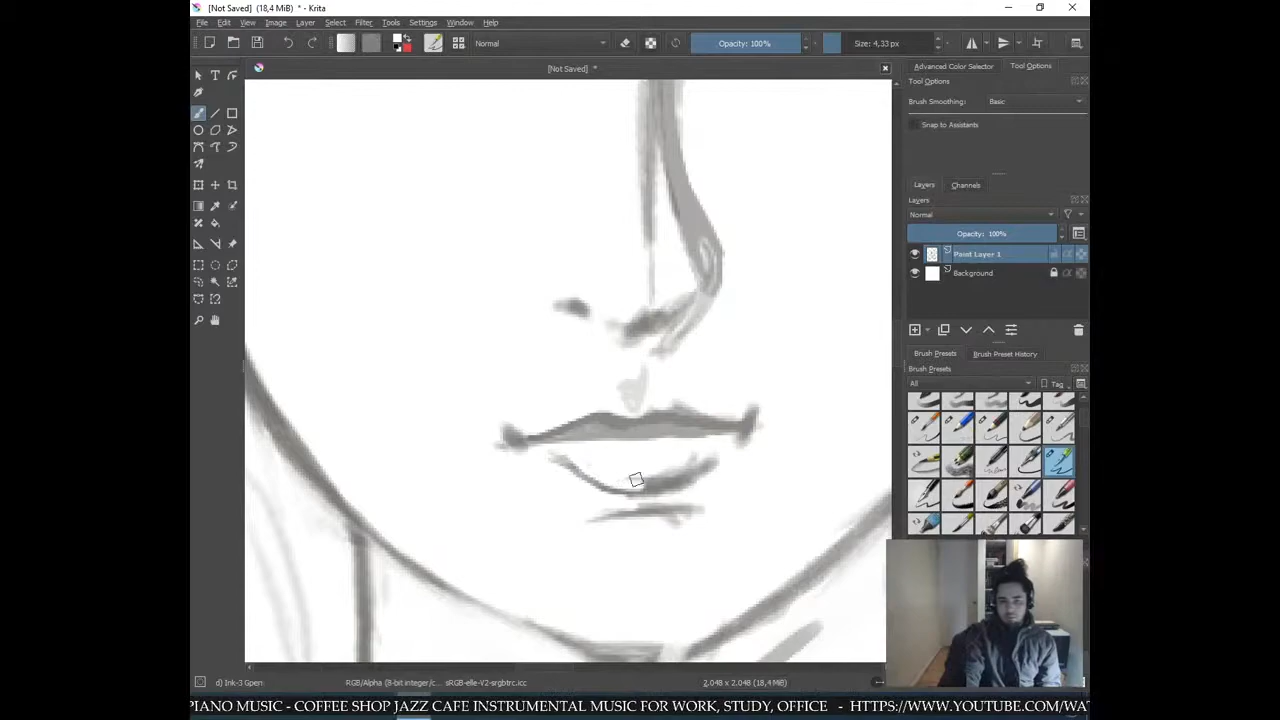 [Not Saved] (18,4 MiB) * - Krita
File Edit View Image Layer Select Filter Tools Settings Window Help
Normal Opacity: 100% Size: 4,33 px
[Not Saved] *
Advanced Color Selector Tool Options
Tool Options
Brush Smoothing: Basic
Snap to Assistants
Layers Channels
Layers
Normal
Opacity: 100%
Paint Layer 1
Background
Brush Presets Brush Preset History
Brush Presets
All Tag
d) Ink-3 Gpen RGB/Alpha (8-bit integer/c... sRGB-elle-V2-srgbtrc.icc 2.048 x 2.048 (18,4 MiB)
PIANO MUSIC - COFFEE SHOP JAZZ CAFE INSTRUMENTAL MUSIC FOR WORK, STUDY, OFFICE - HTTPS://WWW.YOUTUBE.COM/WAT